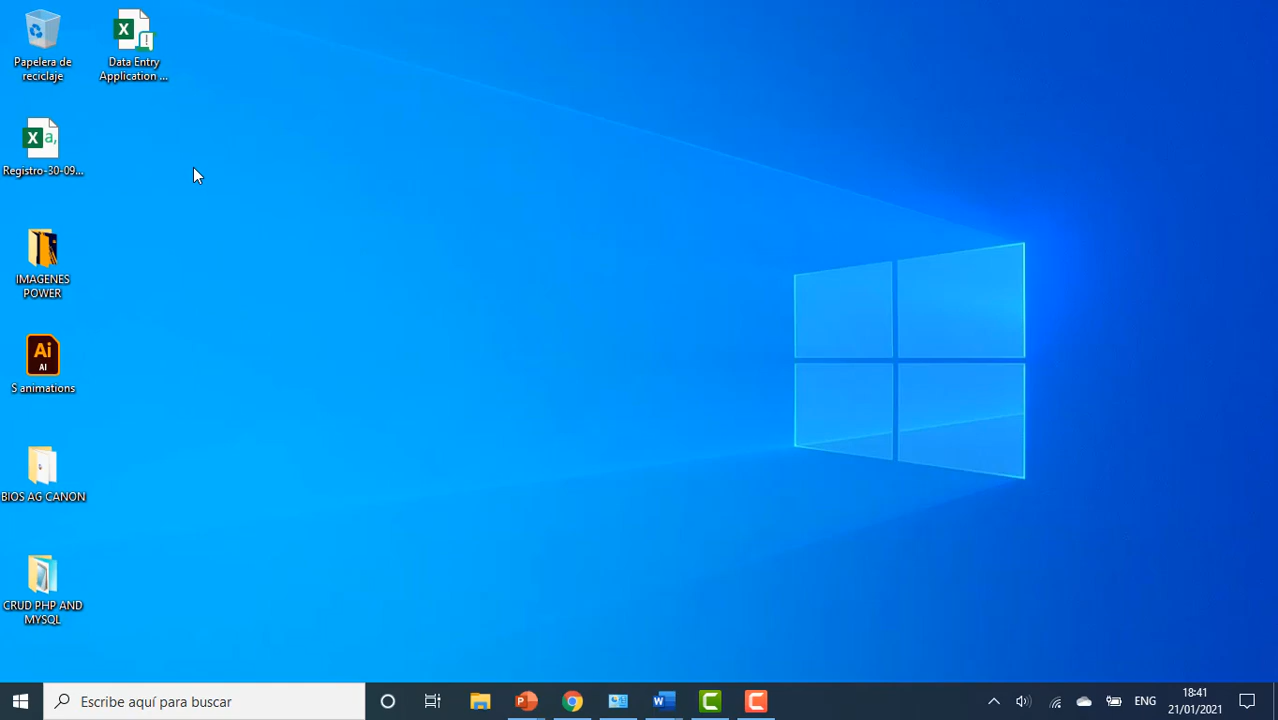 Papelera de
reciclaje
Data Entry
Application ...
Registro-30-09...
IMAGENES
POWER
Ai
AI
S animations
BIOS AG CANON
CRUD PHP AND
MYSQL
Escribe aquí para buscar
ENG
18:41
21/01/2021